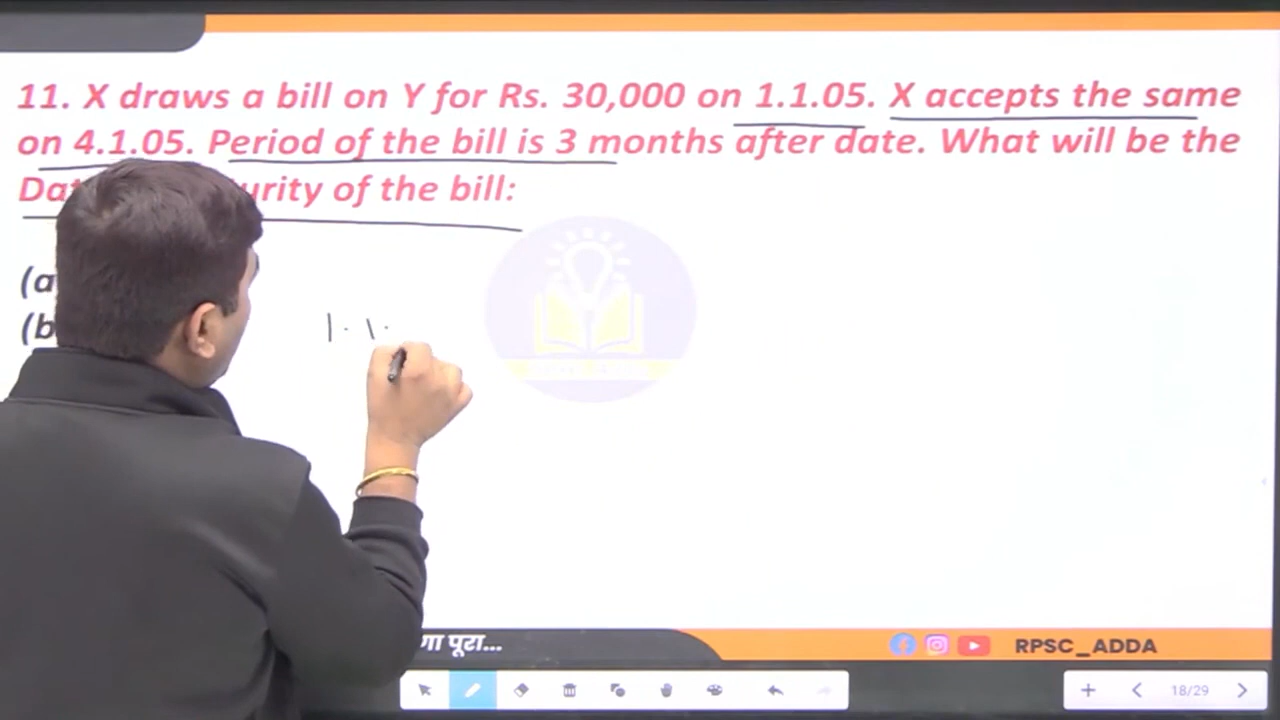 11. X draws a bill on Y for Rs. 30,000 on 1.1.05. X accepts the same
on 4.1.05. Period of the bill is 3 months after date. What will be the
of the bill:
(a
(b
1. 1.
पूरा...
RPSC_ADDA
18/29